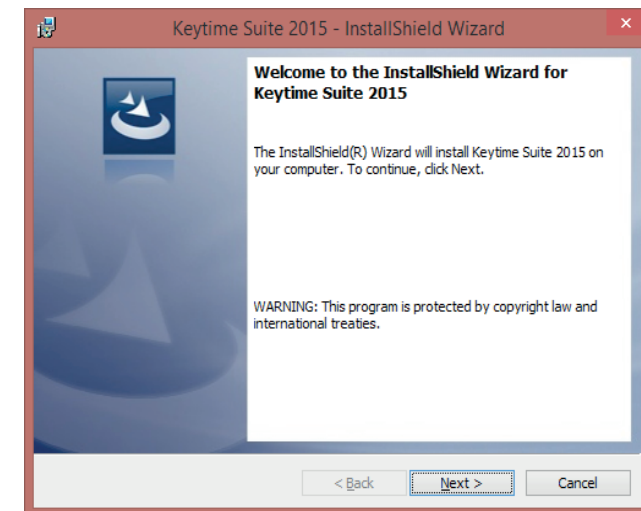 Keytime Suite 2015 - InstallShield Wizard
Welcome to the InstallShield Wizard for
Keytime Suite 2015
The InstallShield(R) Wizard will install Keytime Suite 2015 on
your computer. To continue, click Next.
WARNING: This program is protected by copyright law and
international treaties.
< Back
Next >
Cancel